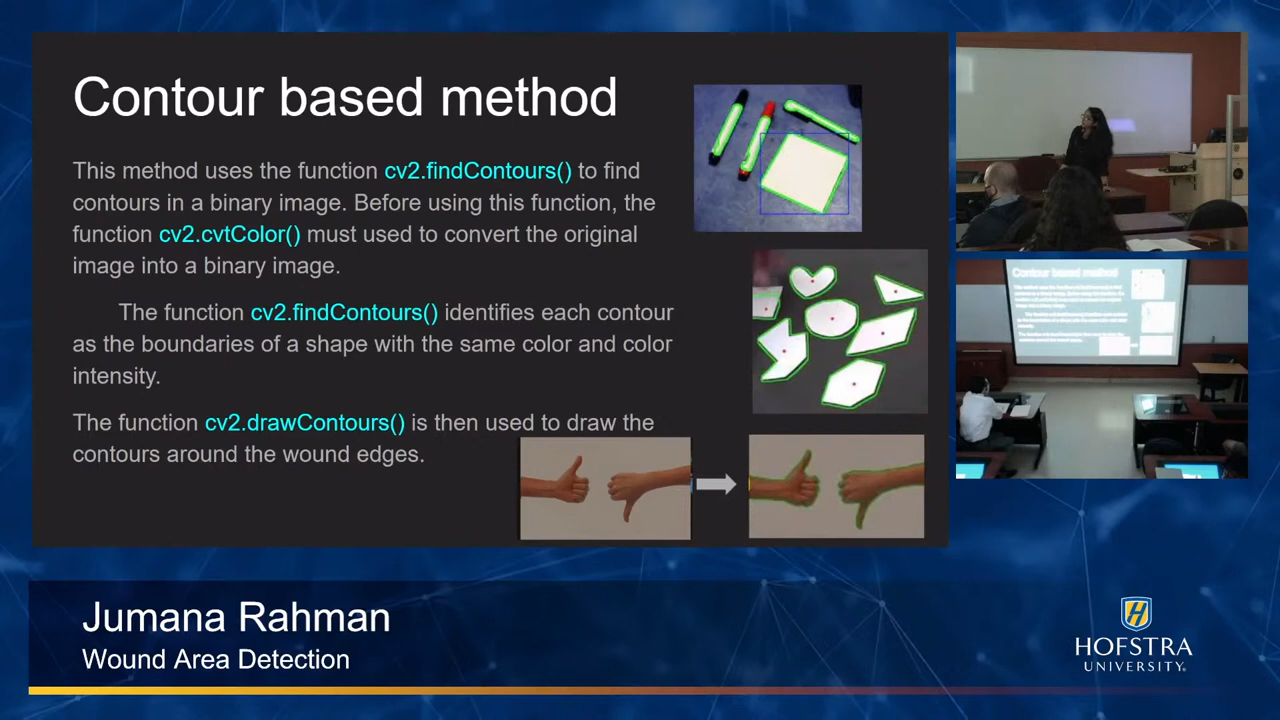 Contour based method
This method uses the function cv2.findContours() to find
contours in a binary image. Before using this function, the
function cv2.cvtColor() must used to convert the original
image into a binary image.
The function cv2.findContours() identifies each contour
as the boundaries of a shape with the same color and color
intensity.
The function cv2.drawContours() is then used to draw the
contours around the wound edges.
Contour based method
Jumana Rahman
Wound Area Detection
HOFSTRA
UNIVERSITY